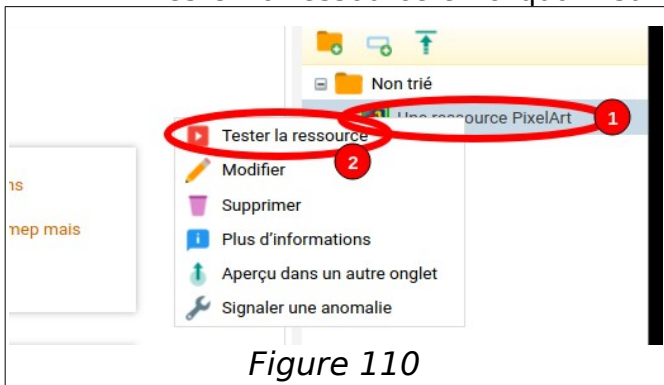 Non trié
Une ressource PixelArt
1
Tester la ressource
2
Modifier
Supprimer
Plus d'informations
Aperçu dans un autre onglet
Signaler une anomalie
ns
mep mais
Figure 110